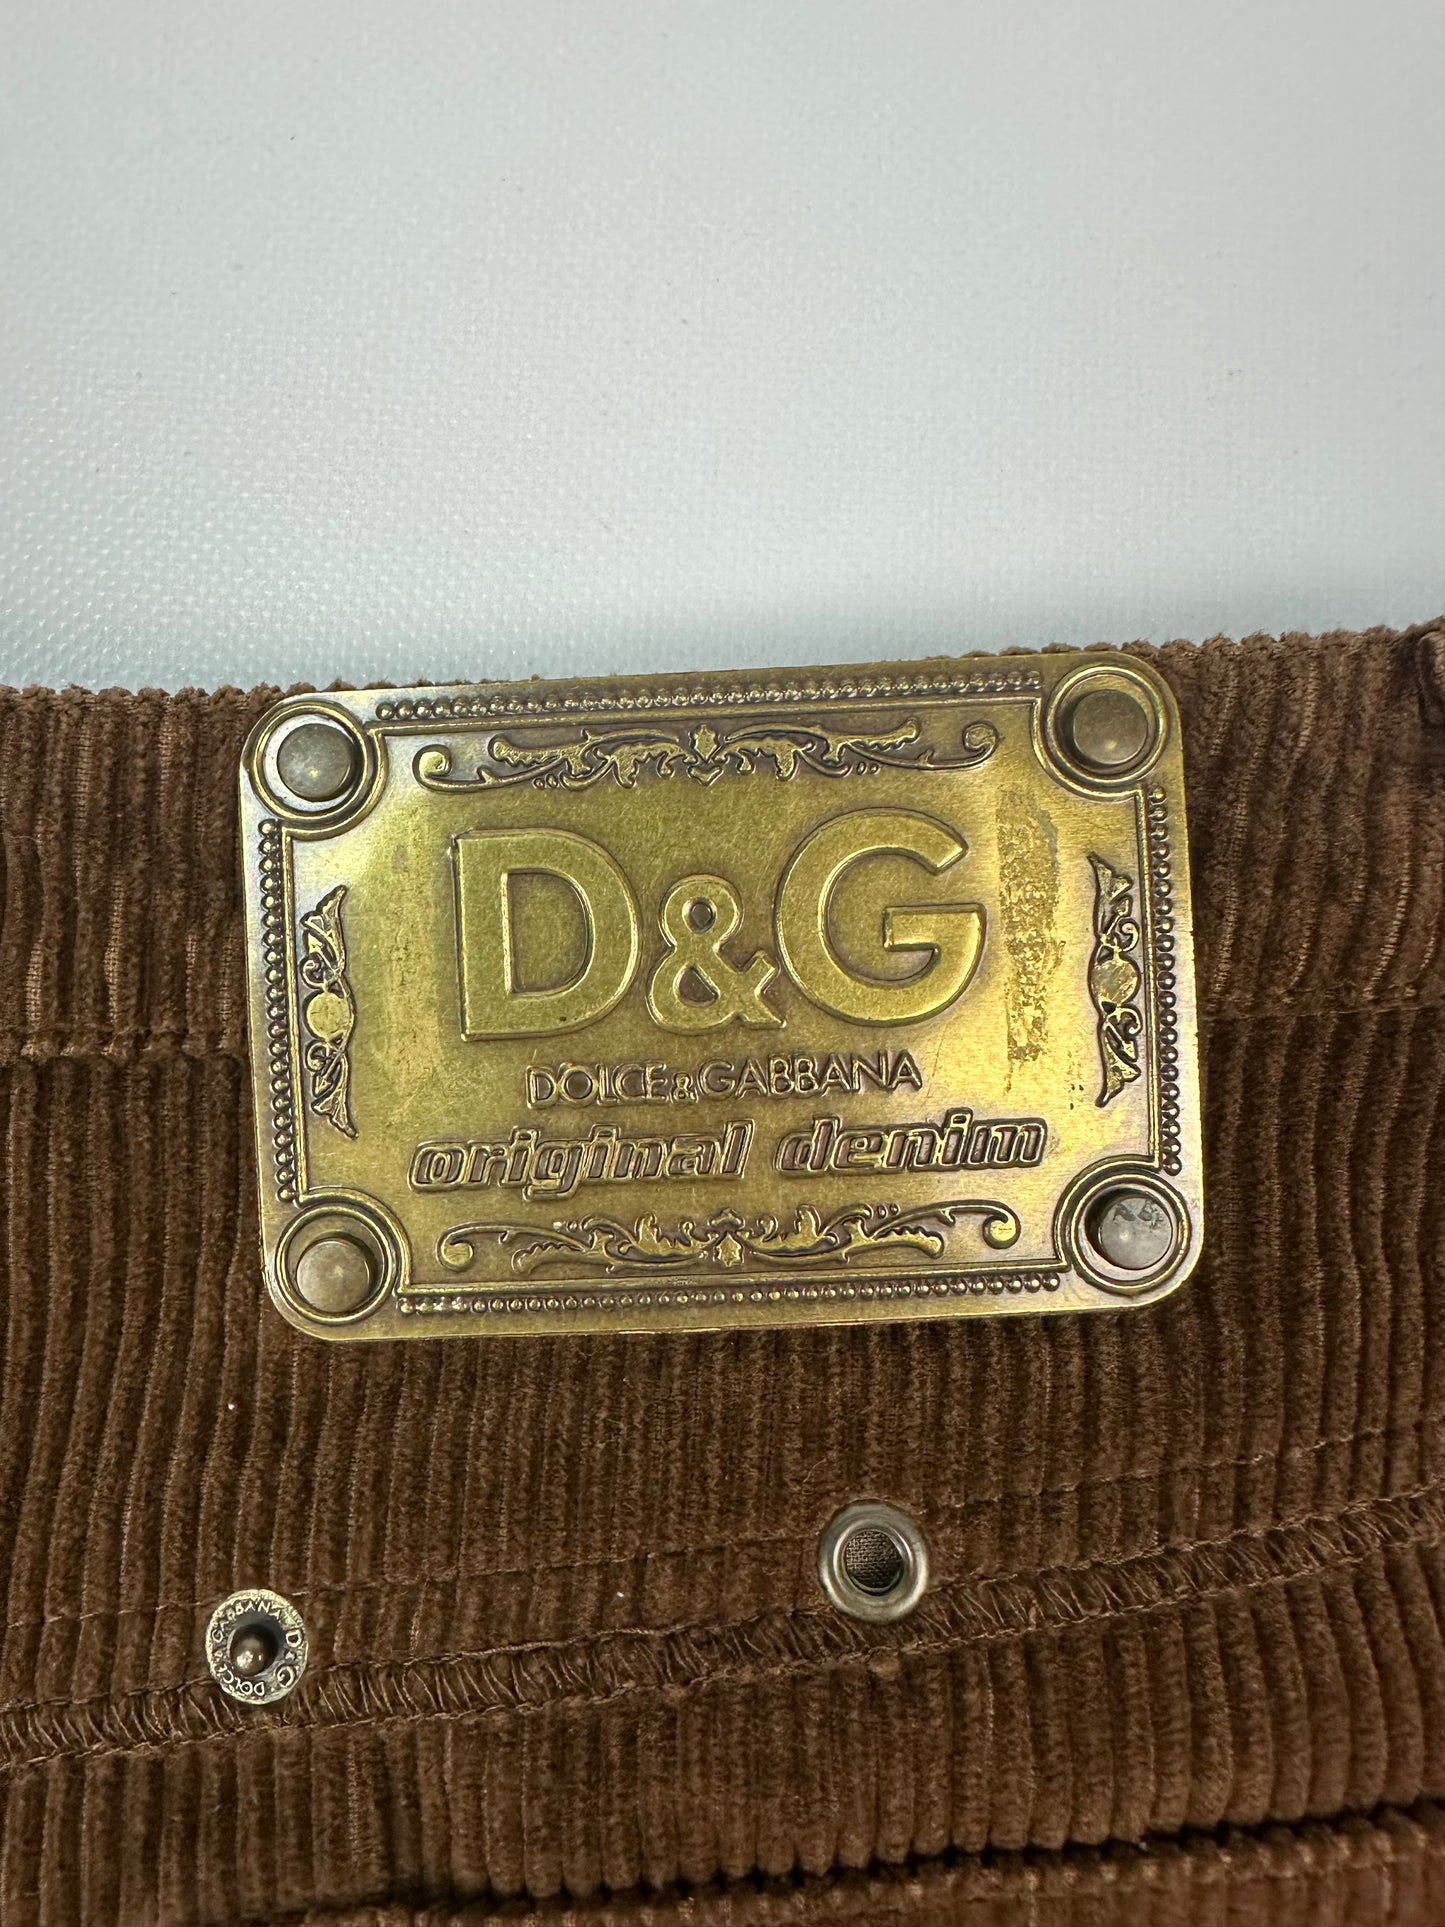 D&G
DOLCE&GABBANA
original denim
DOLCE & GABBANA D&G